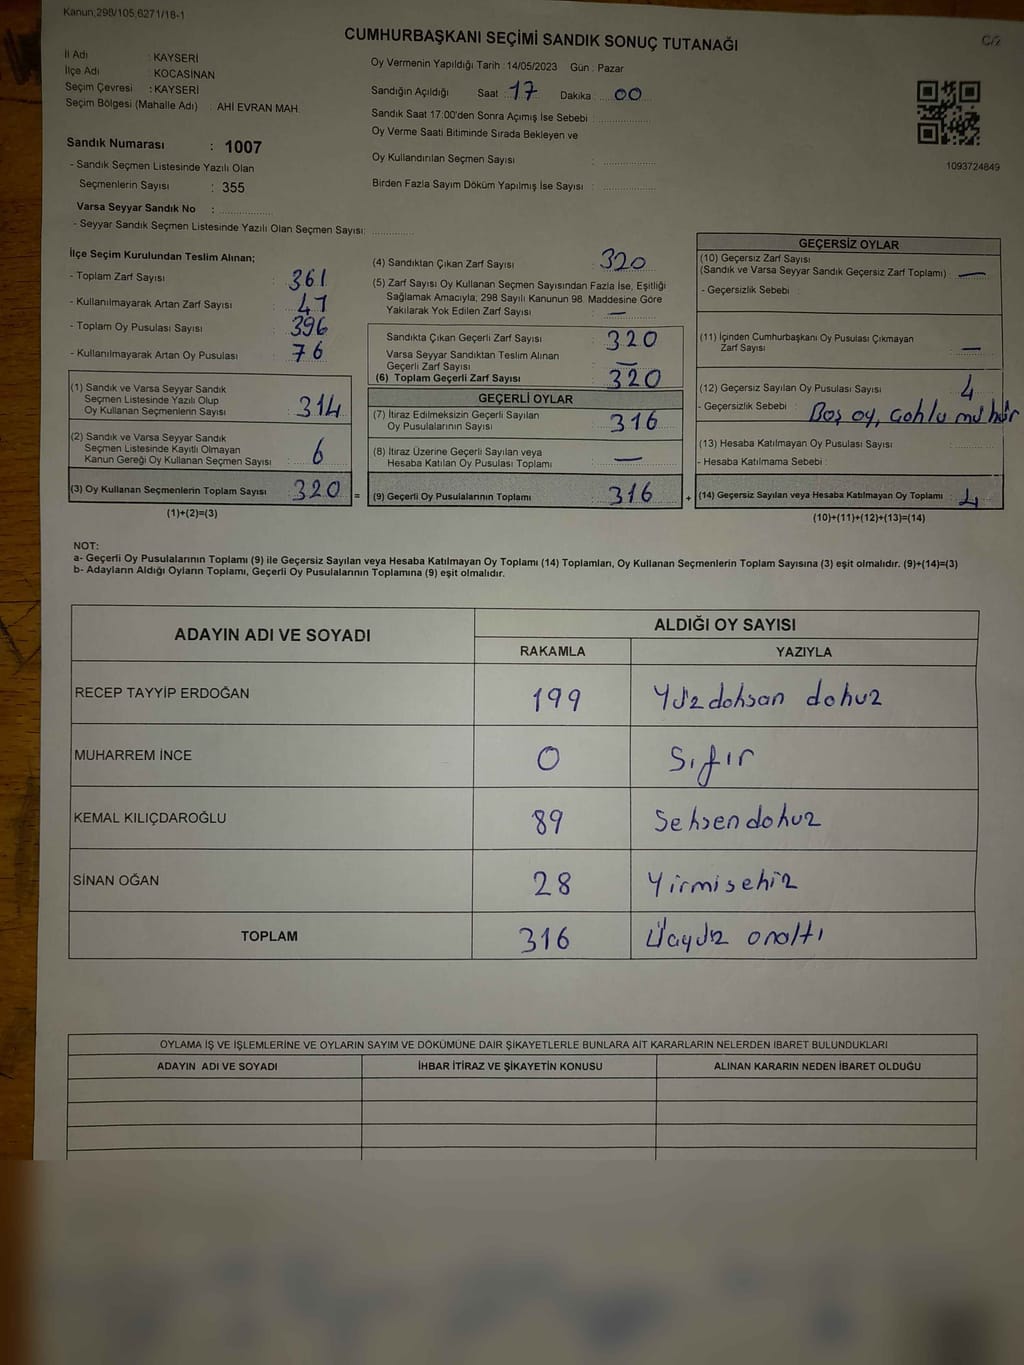 Kanun;298/105;6271/18-1
CUMHURBAŞKANI SEÇİMİ SANDIK SONUÇ TUTANAĞI
C/2
İl Adı : KAYSERİ
İlçe Adı : KOCASİNAN
Seçim Çevresi : KAYSERİ
Seçim Bölgesi (Mahalle Adı) : AHİ EVRAN MAH.
Sandık Numarası : 1007
- Sandık Seçmen Listesinde Yazılı Olan
Seçmenlerin Sayısı : 355
Varsa Seyyar Sandık No :
- Seyyar Sandık Seçmen Listesinde Yazılı Olan Seçmen Sayısı:
Oy Vermenin Yapıldığı Tarih : 14/05/2023 Gün : Pazar
Sandığın Açıldığı Saat 17 Dakika 00
Sandık Saat 17:00'den Sonra Açımış İse Sebebi :
Oy Verme Saati Bitiminde Sırada Bekleyen ve
Oy Kullandırılan Seçmen Sayısı :
Birden Fazla Sayım Döküm Yapılmış İse Sayısı :
1093724849
İlçe Seçim Kurulundan Teslim Alınan;
- Toplam Zarf Sayısı : 361
- Kullanılmayarak Artan Zarf Sayısı : 41
- Toplam Oy Pusulası Sayısı : 396
- Kullanılmayarak Artan Oy Pusulası : 76
(1) Sandık ve Varsa Seyyar Sandık
Seçmen Listesinde Yazılı Olup
Oy Kullanan Seçmenlerin Sayısı : 314
(2) Sandık ve Varsa Seyyar Sandık
Seçmen Listesinde Kayıtlı Olmayan
Kanun Gereği Oy Kullanan Seçmen Sayısı : 6
(3) Oy Kullanan Seçmenlerin Toplam Sayısı : 320 =
(1)+(2)=(3)
(4) Sandıktan Çıkan Zarf Sayısı : 320
(5) Zarf Sayısı Oy Kullanan Seçmen Sayısından Fazla İse, Eşitliği
Sağlamak Amacıyla, 298 Sayılı Kanunun 98. Maddesine Göre
Yakılarak Yok Edilen Zarf Sayısı : —
Sandıkta Çıkan Geçerli Zarf Sayısı : 320
Varsa Seyyar Sandıktan Teslim Alınan
Geçerli Zarf Sayısı : —
(6) Toplam Geçerli Zarf Sayısı : 320
GEÇERLİ OYLAR
(7) İtiraz Edilmeksizin Geçerli Sayılan
Oy Pusulalarının Sayısı : 316
(8) İtiraz Üzerine Geçerli Sayılan veya
Hesaba Katılan Oy Pusulası Toplamı : —
(9) Geçerli Oy Pusulalarının Toplamı : 316 +
GEÇERSİZ OYLAR
(10) Geçersiz Zarf Sayısı
(Sandık ve Varsa Seyyar Sandık Geçersiz Zarf Toplamı) : —
- Geçersizlik Sebebi :
(11) İçinden Cumhurbaşkanı Oy Pusulası Çıkmayan
Zarf Sayısı : —
(12) Geçersiz Sayılan Oy Pusulası Sayısı : 4
- Geçersizlik Sebebi : Boş oy, çoklu mühür
(13) Hesaba Katılmayan Oy Pusulası Sayısı :
- Hesaba Katılmama Sebebi :
(14) Geçersiz Sayılan veya Hesaba Katılmayan Oy Toplamı : 4
(10)+(11)+(12)+(13)=(14)
NOT:
a- Geçerli Oy Pusulalarının Toplamı (9) ile Geçersiz Sayılan veya Hesaba Katılmayan Oy Toplamı (14) Toplamları, Oy Kullanan Seçmenlerin Toplam Sayısına (3) eşit olmalıdır. (9)+(14)=(3)
b- Adayların Aldığı Oyların Toplamı, Geçerli Oy Pusulalarının Toplamına (9) eşit olmalıdır.
ADAYIN ADI VE SOYADI
ALDIĞI OY SAYISI
RAKAMLA YAZIYLA
RECEP TAYYİP ERDOĞAN 199 Yüzdoksan dokuz
MUHARREM İNCE 0 Sıfır
KEMAL KILIÇDAROĞLU 89 Seksendokuz
SİNAN OĞAN 28 Yirmisekiz
TOPLAM 316 Üçyüz onaltı
OYLAMA İŞ VE İŞLEMLERİNE VE OYLARIN SAYIM VE DÖKÜMÜNE DAİR ŞİKAYETLERLE BUNLARA AİT KARARLARIN NELERDEN İBARET BULUNDUKLARI
ADAYIN ADI VE SOYADI İHBAR İTİRAZ VE ŞİKAYETİN KONUSU ALINAN KARARIN NEDEN İBARET OLDUĞU